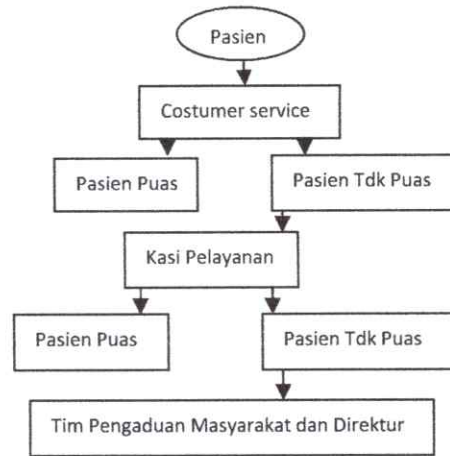 Pasien
Costumer service
Pasien Puas
Pasien Tdk Puas
Kasi Pelayanan
Pasien Puas
Pasien Tdk Puas
Tim Pengaduan Masyarakat dan Direktur